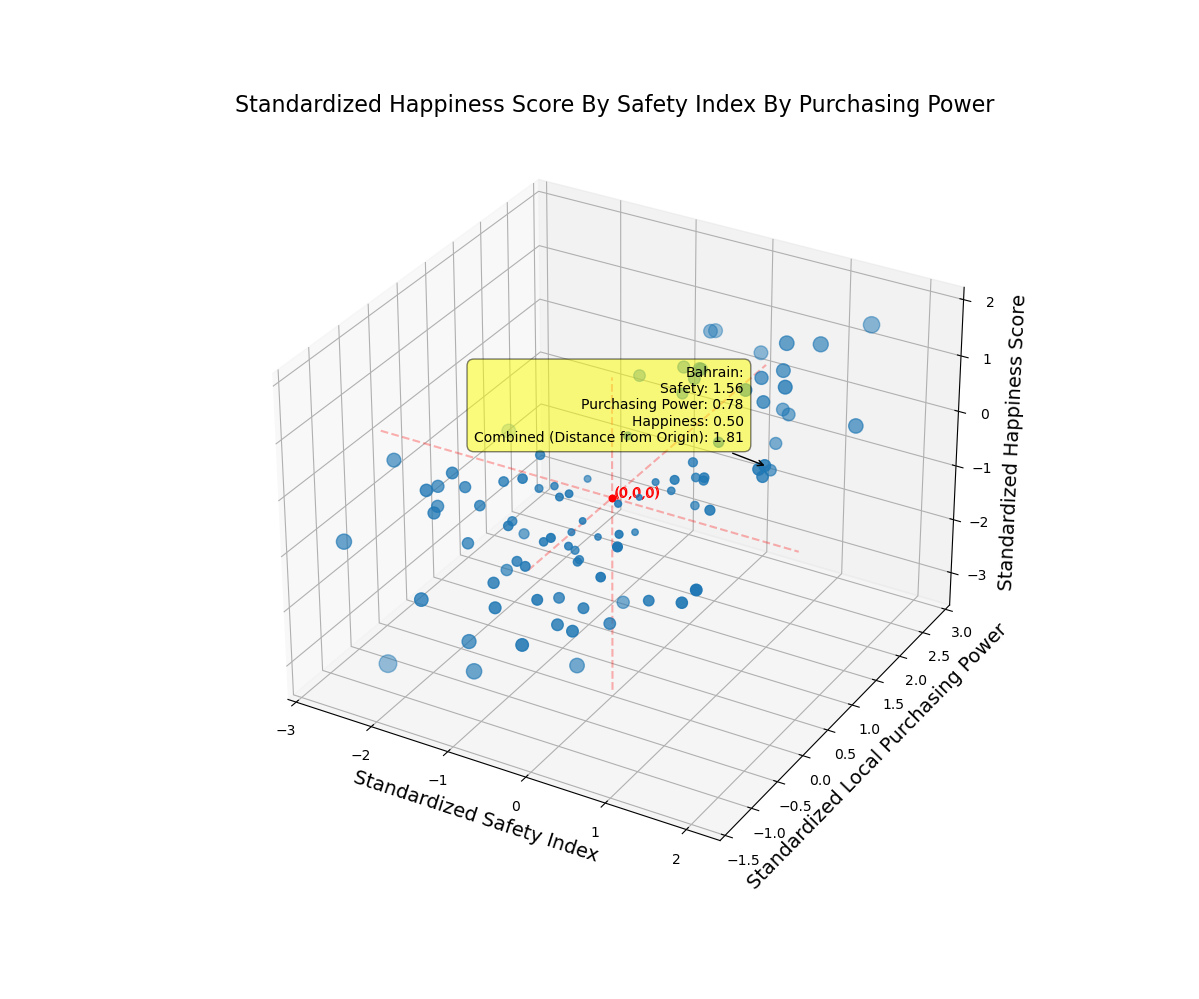 Standardized Happiness Score By Safety Index By Purchasing Power
Bahrain:
Safety: 1.56
Purchasing Power: 0.78
Happiness: 0.50
Combined (Distance from Origin): 1.81
(0,0,0)
2
1
0
−1
−2
−3
Standardized Happiness Score
3.0
2.5
2.0
1.5
1.0
0.5
0.0
−0.5
−1.0
−1.5
Standardized Local Purchasing Power
−3
−2
−1
0
1
2
Standardized Safety Index